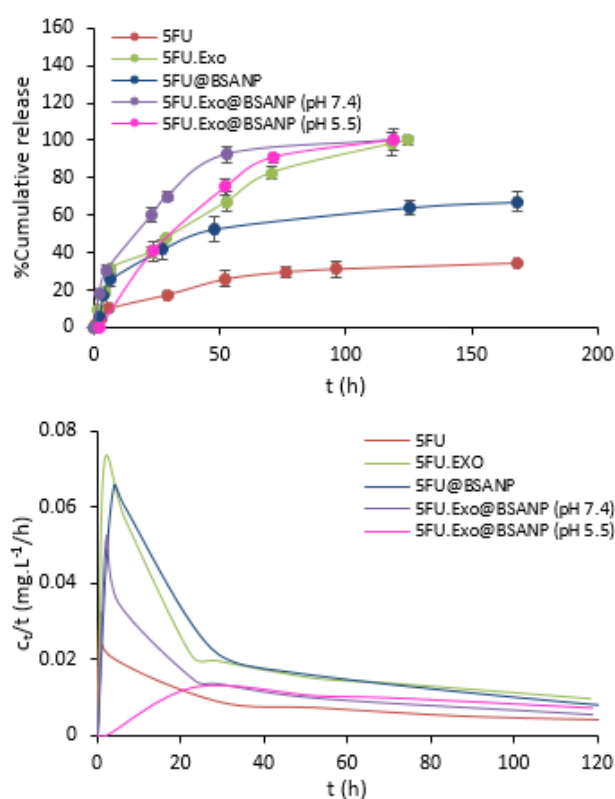 160
140
120
100
80
60
40
20
0
%Cumulative release
5FU
5FU.Exo
5FU@BSANP
5FU.Exo@BSANP (pH 7.4)
5FU.Exo@BSANP (pH 5.5)
0 50 100 150 200
t (h)
0.08
0.06
0.04
0.02
0
cₜ/t (mg.L⁻¹/h)
5FU
5FU.EXO
5FU@BSANP
5FU.Exo@BSANP (pH 7.4)
5FU.Exo@BSANP (pH 5.5)
0 20 40 60 80 100 120
t (h)